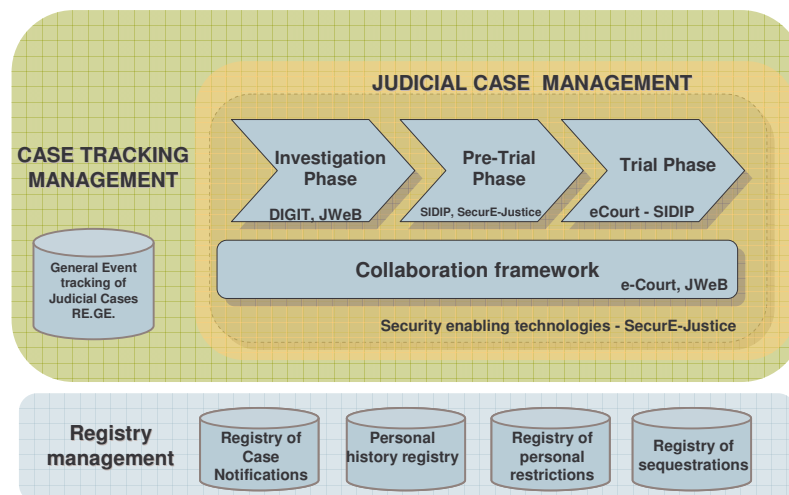 JUDICIAL CASE MANAGEMENT
CASE TRACKING
MANAGEMENT
Investigation
Phase
DIGIT, JWeB
Pre-Trial
Phase
SIDIP, SecurE-Justice
Trial Phase
eCourt - SIDIP
General Event
tracking of
Judicial Cases
RE.GE.
Collaboration framework
e-Court, JWeB
Security enabling technologies - SecurE-Justice
Registry
management
Registry of
Case
Notifications
Personal
history registry
Registry of
personal
restrictions
Registry of
sequestrations